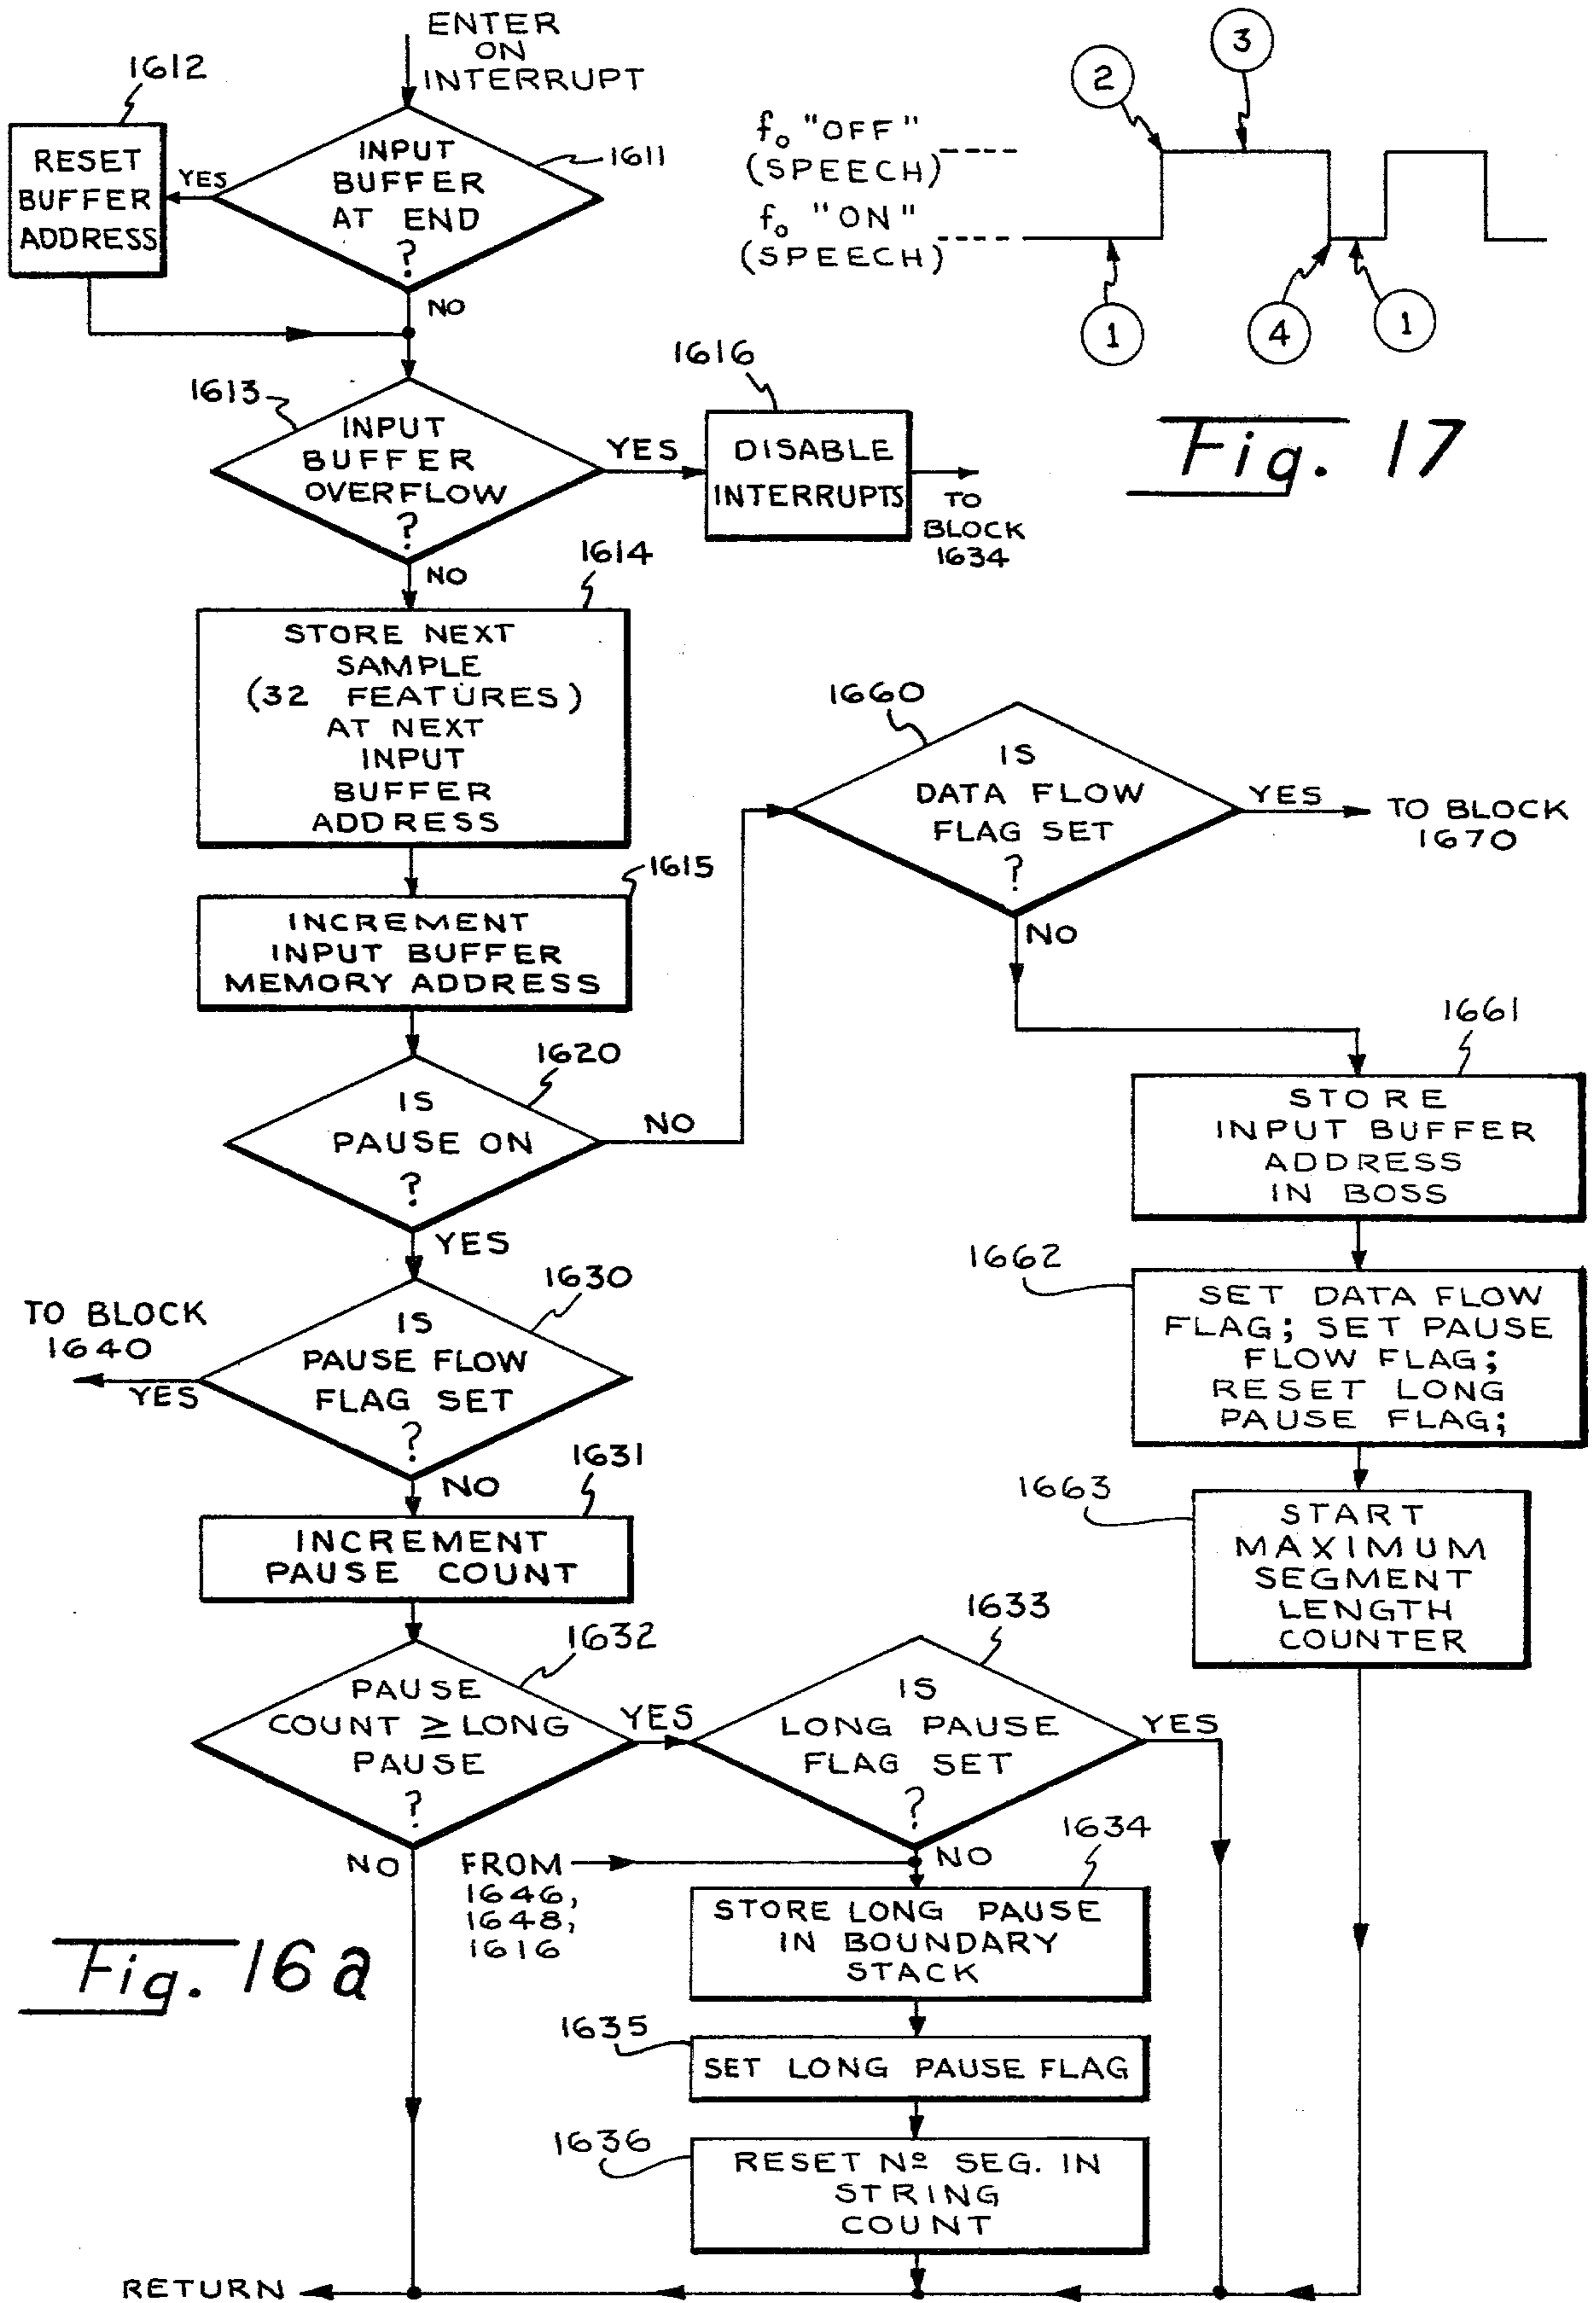 ENTER
ON
INTERRUPT
1612
RESET
BUFFER
ADDRESS
YES
INPUT
BUFFER
AT END
?
1611
NO
1613
INPUT
BUFFER
OVERFLOW
?
YES
1616
DISABLE
INTERRUPTS
TO
BLOCK
1634
NO
1614
STORE NEXT
SAMPLE
(32 FEATURES)
AT NEXT
INPUT
BUFFER
ADDRESS
1615
INCREMENT
INPUT BUFFER
MEMORY ADDRESS
1620
IS
PAUSE ON
?
NO
YES
1630
IS
PAUSE FLOW
FLAG SET
?
TO BLOCK
1640
YES
NO
1631
INCREMENT
PAUSE COUNT
1632
PAUSE
COUNT ≥ LONG
PAUSE
?
YES
NO
1633
IS
LONG PAUSE
FLAG SET
?
YES
NO
FROM
1646,
1648,
1616
1634
STORE LONG PAUSE
IN BOUNDARY
STACK
1635
SET LONG PAUSE FLAG
1636
RESET Nº SEG. IN
STRING
COUNT
RETURN
1660
IS
DATA FLOW
FLAG SET
?
YES
TO BLOCK
1670
NO
1661
STORE
INPUT BUFFER
ADDRESS
IN BOSS
1662
SET DATA FLOW
FLAG; SET PAUSE
FLOW FLAG;
RESET LONG
PAUSE FLAG;
1663
START
MAXIMUM
SEGMENT
LENGTH
COUNTER
Fig. 16a
f₀ "OFF"
(SPEECH)
f₀ "ON"
(SPEECH)
2
3
1
4
1
Fig. 17